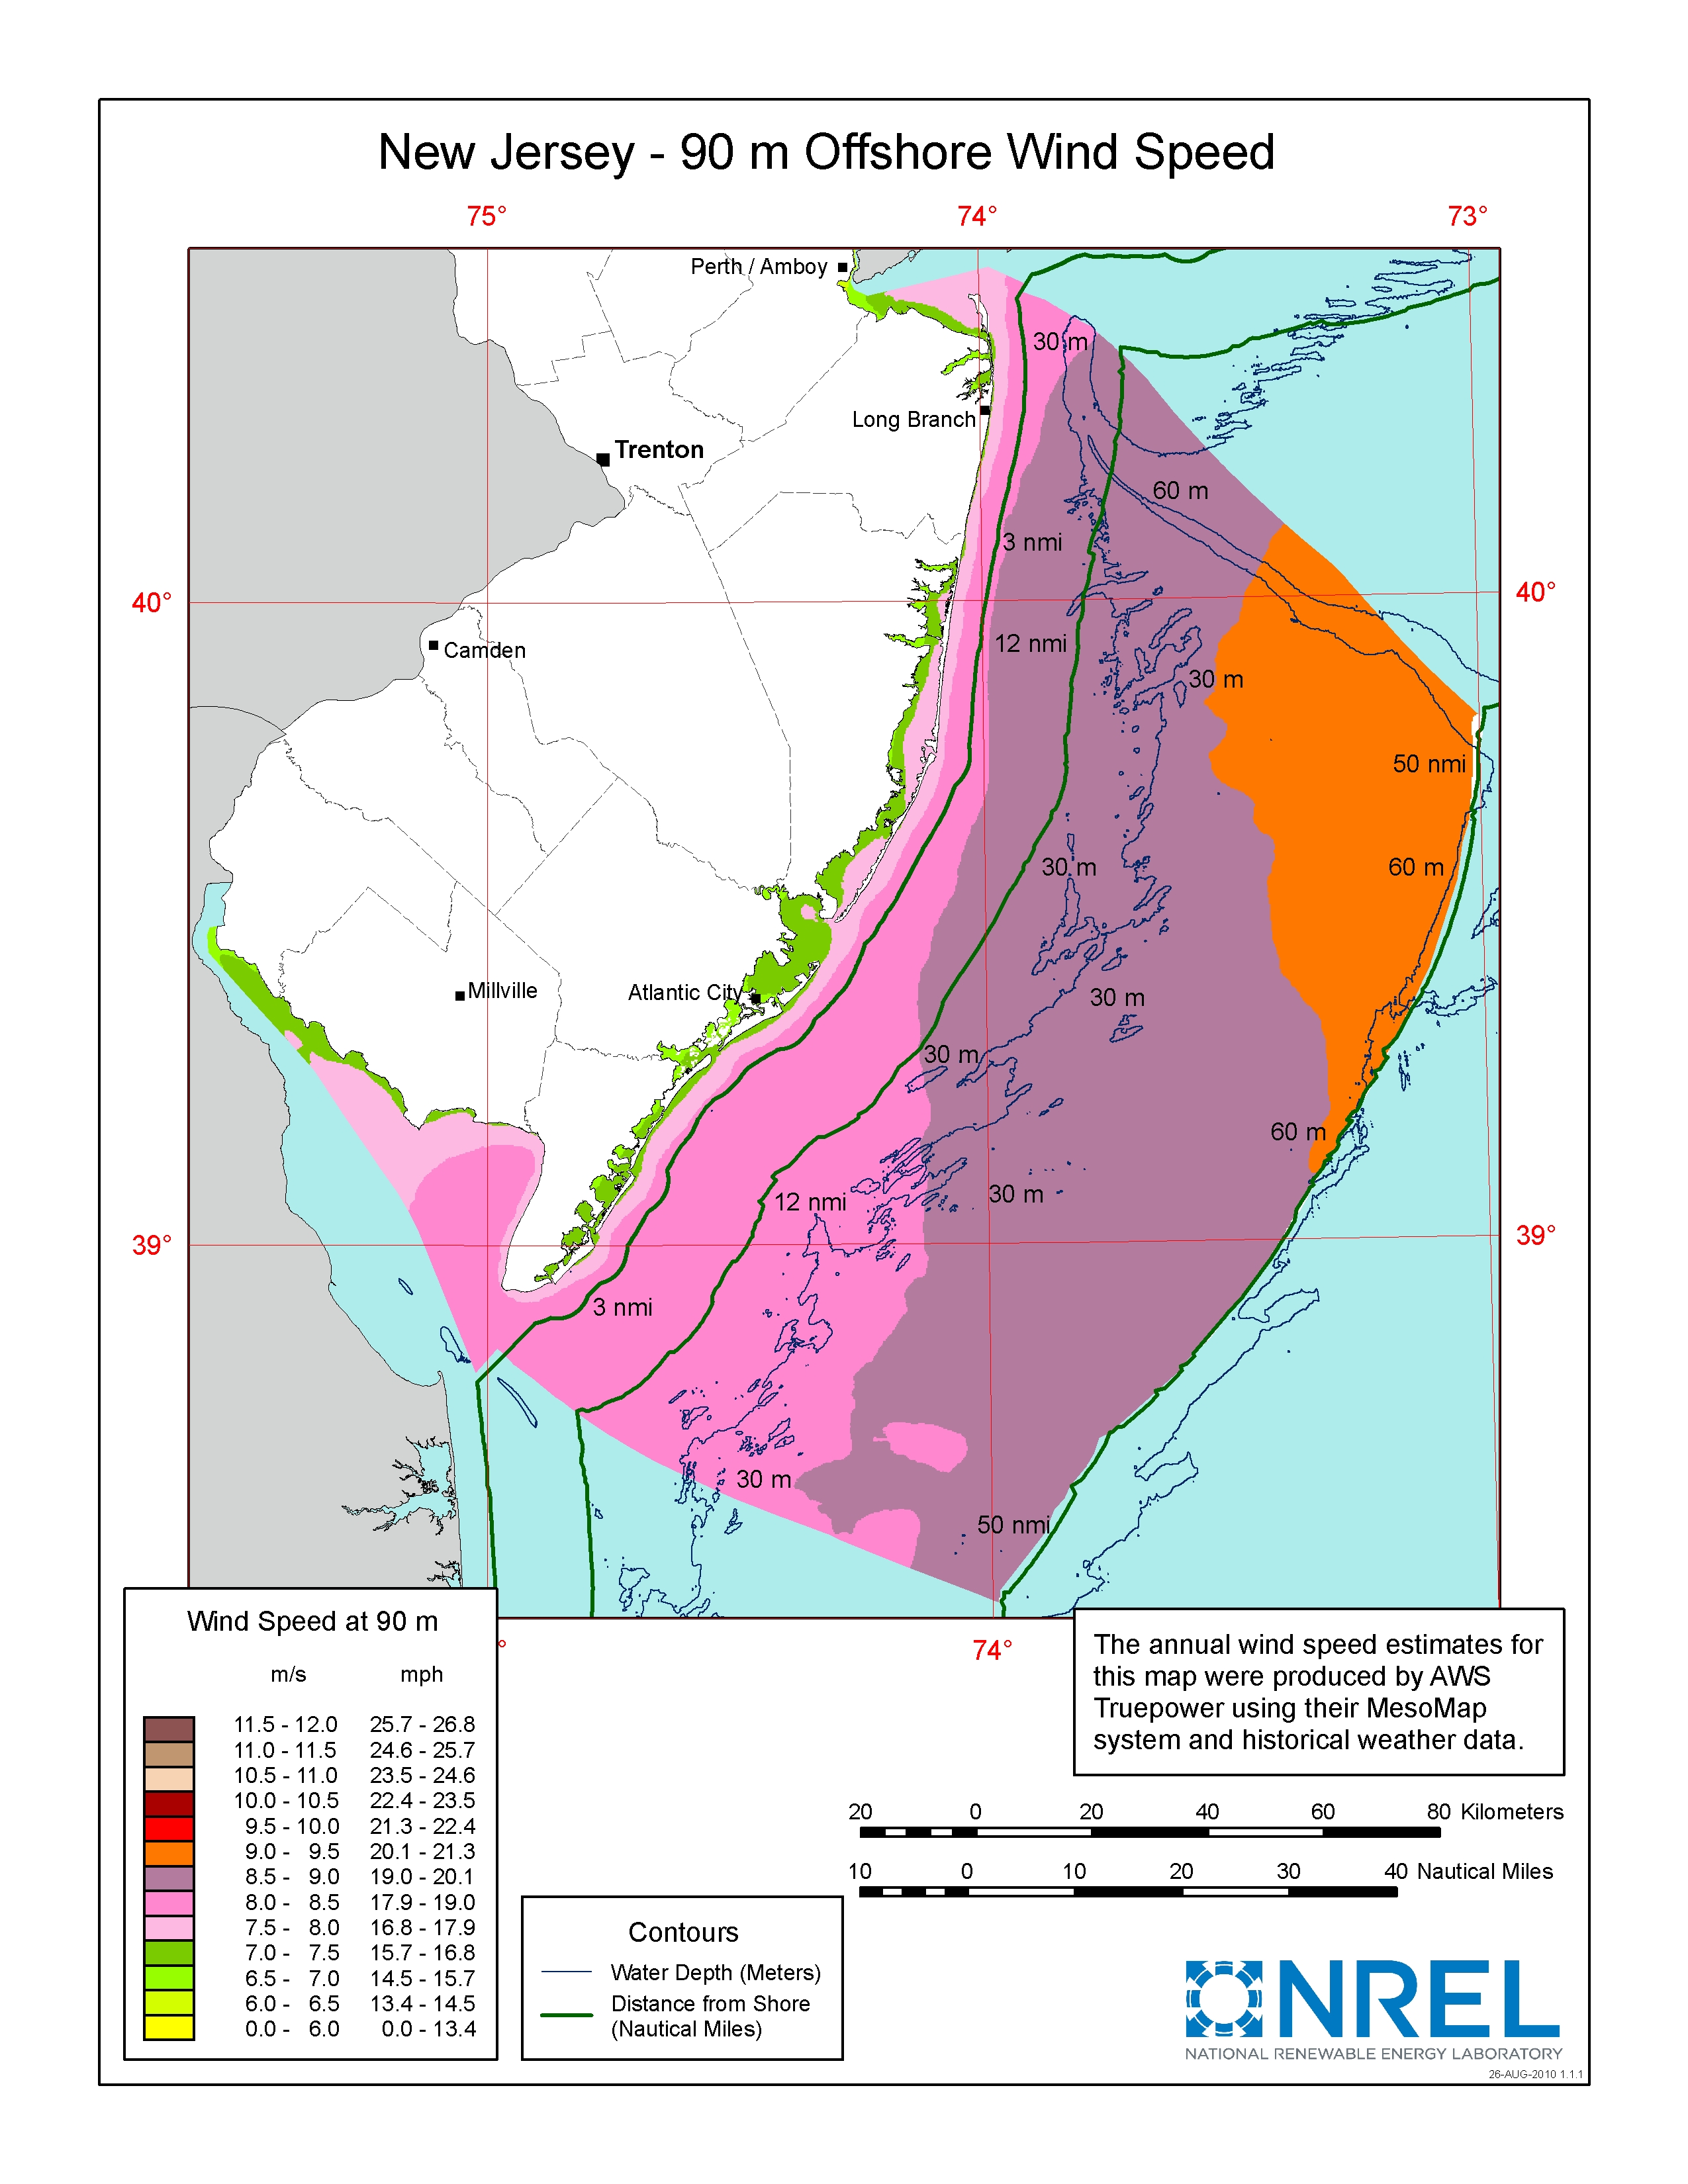 New Jersey - 90 m Offshore Wind Speed
75° 74° 73°
Perth / Amboy
30 m
Long Branch
Trenton
60 m
3 nmi
40° 40°
12 nmi
Camden
30 m
50 nmi
30 m
60 m
Millville
Atlantic City
30 m
30 m
60 m
30 m
12 nmi
39° 39°
3 nmi
30 m
50 nmi
° 74°
Wind Speed at 90 m
m/s mph
11.5 - 12.0 25.7 - 26.8
11.0 - 11.5 24.6 - 25.7
10.5 - 11.0 23.5 - 24.6
10.0 - 10.5 22.4 - 23.5
9.5 - 10.0 21.3 - 22.4
9.0 - 9.5 20.1 - 21.3
8.5 - 9.0 19.0 - 20.1
8.0 - 8.5 17.9 - 19.0
7.5 - 8.0 16.8 - 17.9
7.0 - 7.5 15.7 - 16.8
6.5 - 7.0 14.5 - 15.7
6.0 - 6.5 13.4 - 14.5
0.0 - 6.0 0.0 - 13.4
The annual wind speed estimates for
this map were produced by AWS
Truepower using their MesoMap
system and historical weather data.
20 0 20 40 60 80 Kilometers
10 0 10 20 30 40 Nautical Miles
Contours
Water Depth (Meters)
Distance from Shore
(Nautical Miles)
NREL
NATIONAL RENEWABLE ENERGY LABORATORY
26-AUG-2010 1.1.1